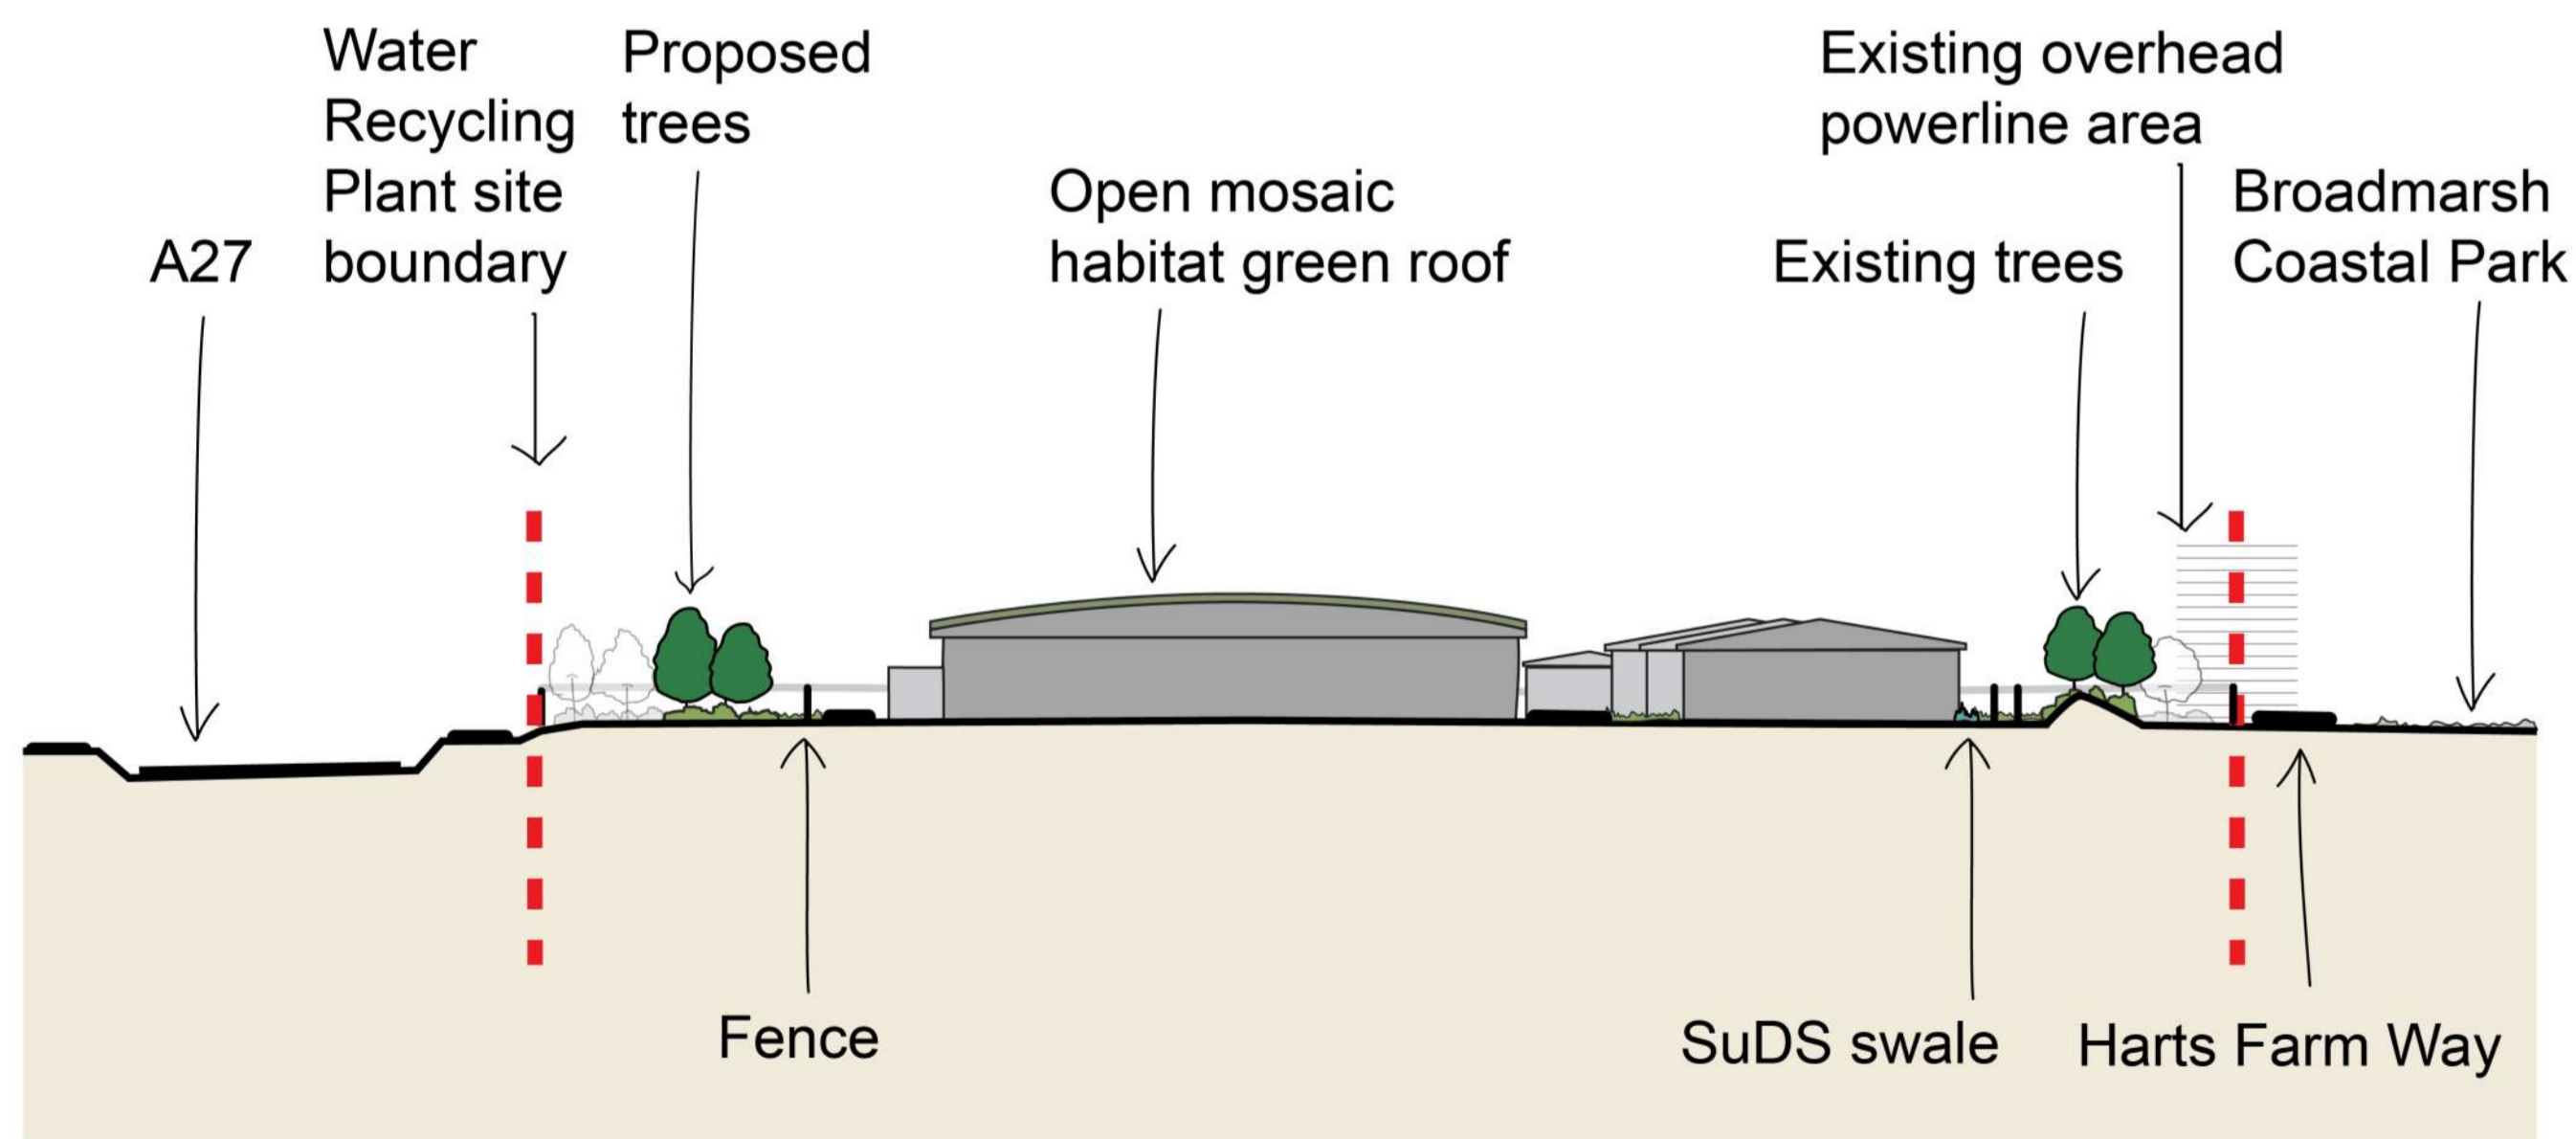 A27
Water
Recycling
Plant site
boundary
Proposed
trees
Open mosaic
habitat green roof
Existing trees
Existing overhead
powerline area
Broadmarsh
Coastal Park
Fence
SuDS swale
Harts Farm Way